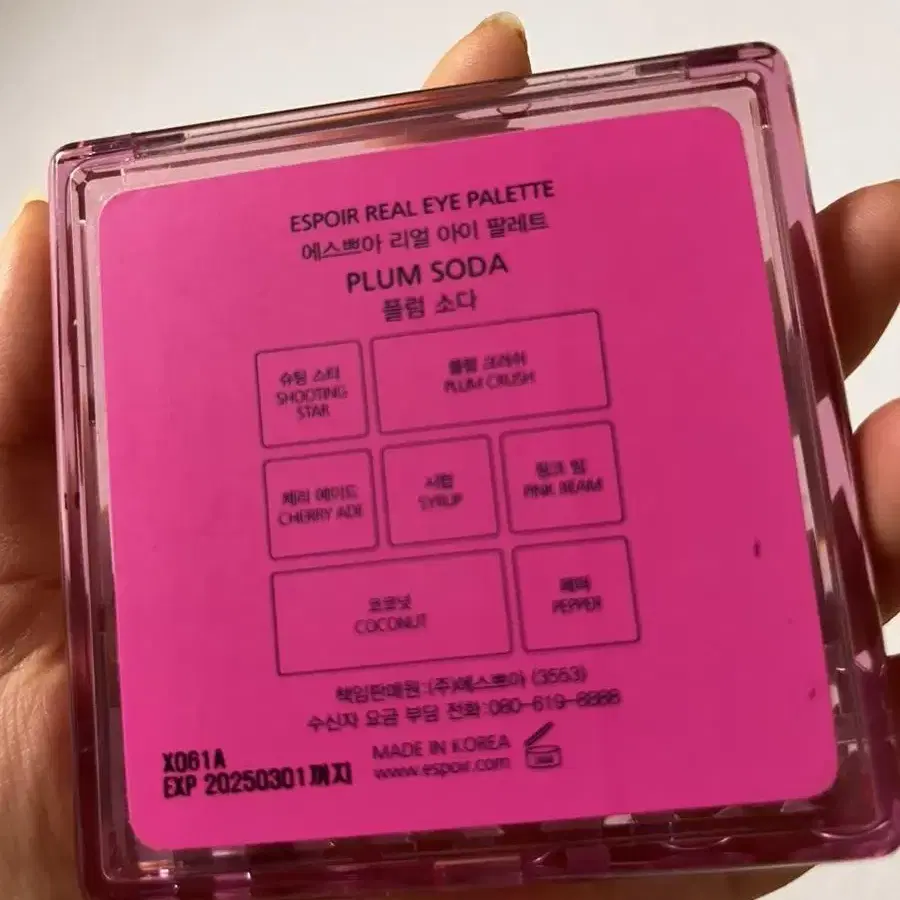 ESPOIR REAL EYE PALETTE
에스쁘아 리얼 아이 팔레트
PLUM SODA
플럼 소다
슈팅 스타
SHOOTING
STAR
플럼 크러쉬
PLUM CRUSH
체리 에이드
CHERRY ADE
시럽
SYRUP
핑크 빔
PINK BEAM
코코넛
COCONUT
페퍼
PEPPER
책임판매원:(주)에스쁘아 (3553)
수신자 요금 부담 전화:080-619-8888
MADE IN KOREA
www.espoir.com
X061A
EXP 20250301까지